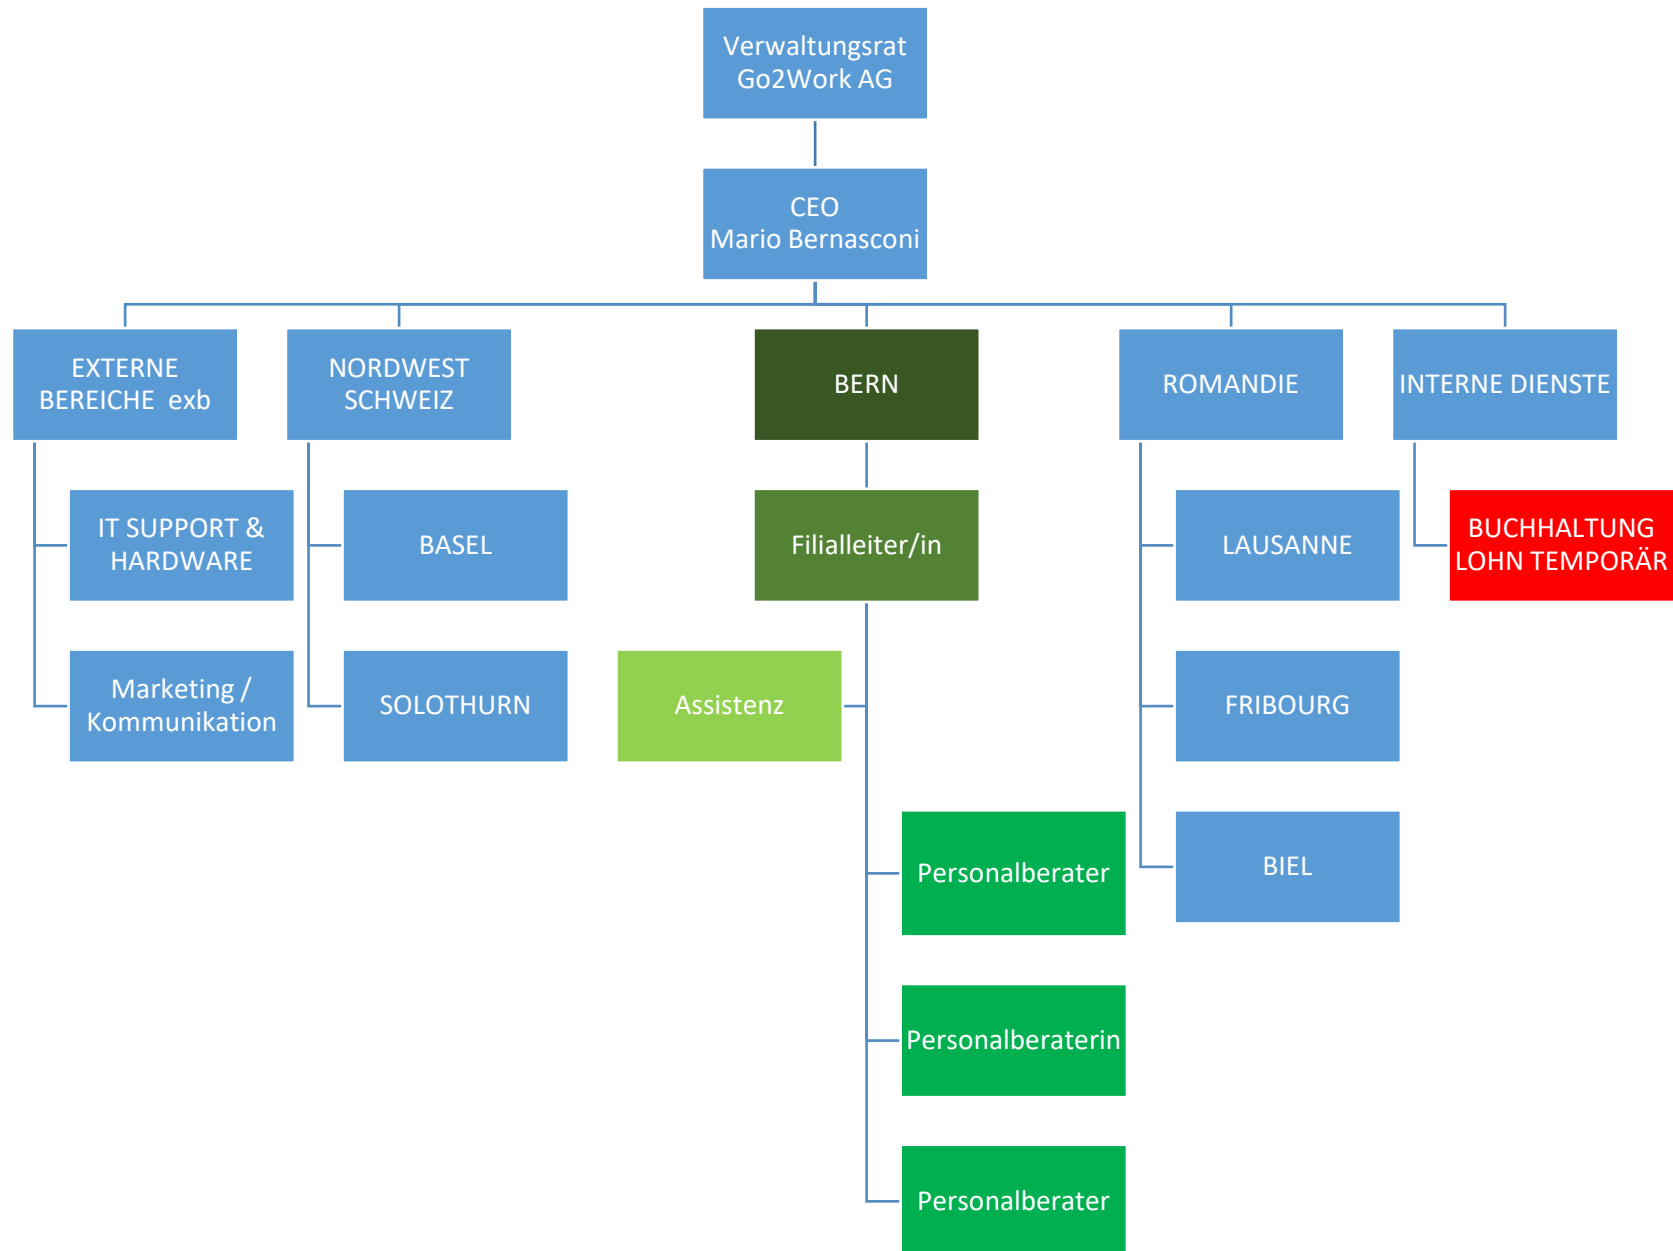 Verwaltungsrat
Go2Work AG
CEO
Mario Bernasconi
EXTERNE
BEREICHE exb
NORDWEST
SCHWEIZ
BERN
ROMANDIE
INTERNE DIENSTE
IT SUPPORT &
HARDWARE
BASEL
Filialleiter/in
LAUSANNE
BUCHHALTUNG
LOHN TEMPORÄR
Marketing /
Kommunikation
SOLOTHURN
Assistenz
FRIBOURG
Personalberater
BIEL
Personalberaterin
Personalberater